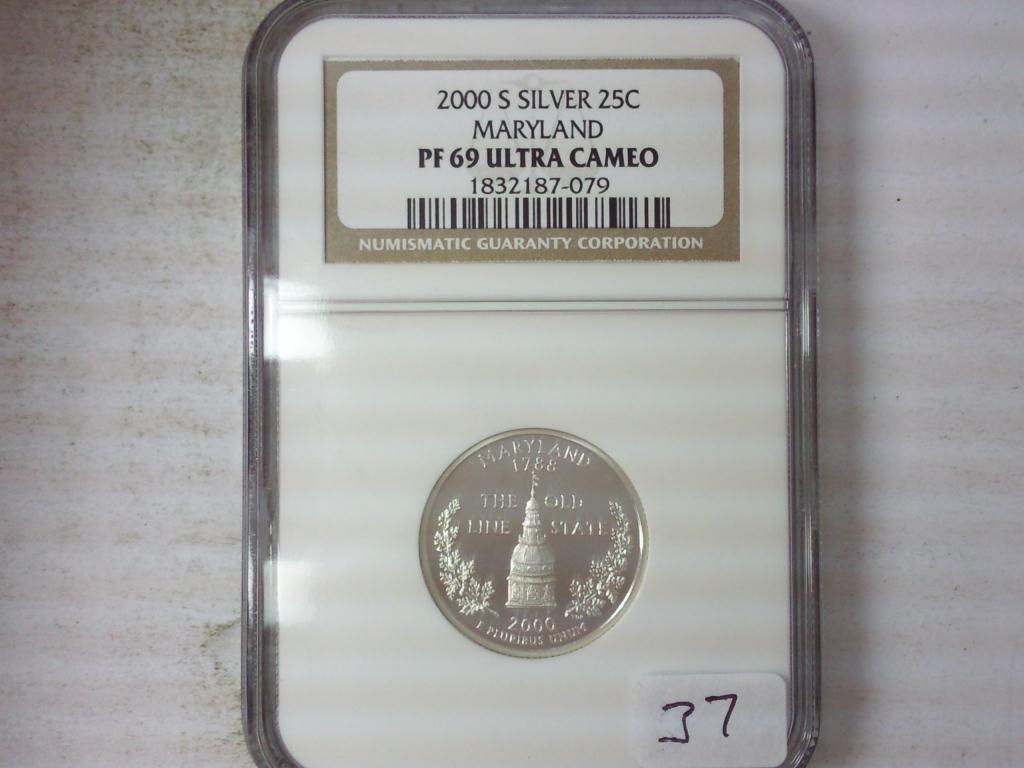 2000 S SILVER 25C
MARYLAND
PF 69 ULTRA CAMEO
1832187-079
NUMISMATIC GUARANTY CORPORATION
MARYLAND
1788
THE OLD
LINE STATE
2000
E PLURIBUS UNUM
37